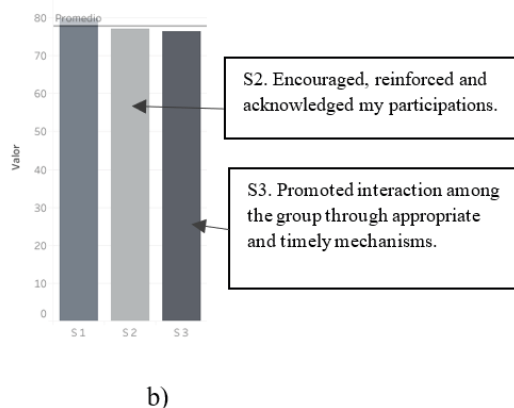 80
Promedio
70
60
50
40
30
20
10
0
Valor
S1
S2
S3
S2. Encouraged, reinforced and
acknowledged my participations.
S3. Promoted interaction among
the group through appropriate
and timely mechanisms.
b)